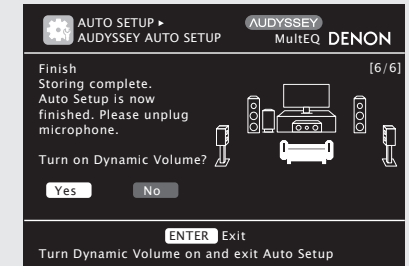 AUTO SETUP ▸
AUDYSSEY AUTO SETUP
AUDYSSEY
MultEQ DENON
Finish
[6/6]
Storing complete.
Auto Setup is now
finished. Please unplug
microphone.
Turn on Dynamic Volume?
Yes No
ENTER Exit
Turn Dynamic Volume on and exit Auto Setup